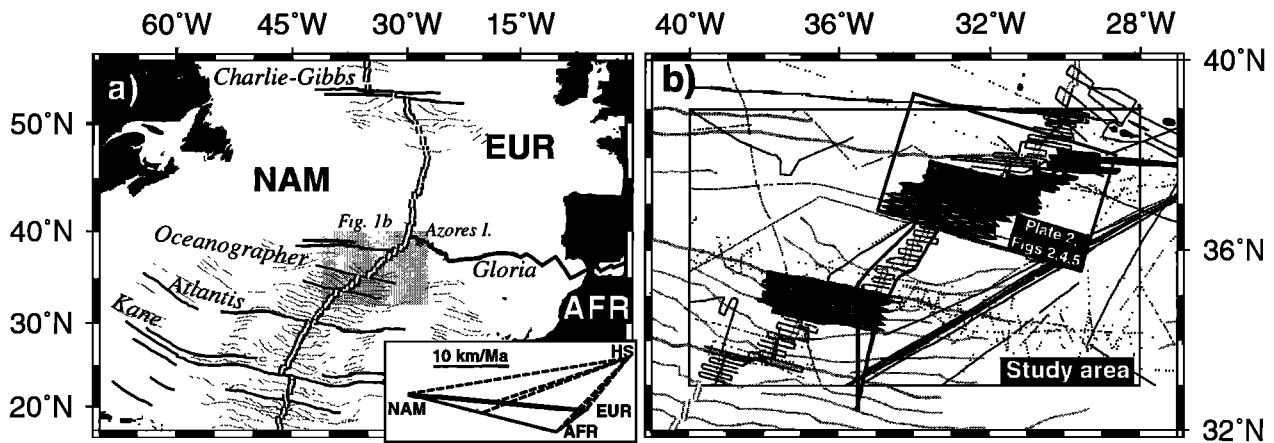 60°W 45°W 30°W 15°W
40°W 36°W 32°W 28°W
a)
Charlie-Gibbs
50°N
EUR
NAM
40°N
Fig. 1b
Azores I.
Oceanographer
Gloria
Atlantis
AFR
Kane
30°N
20°N
10 km/Ma
HS
NAM
EUR
AFR
b)
40°N
Plate 2,
Figs 2,4,5
36°N
Study area
32°N